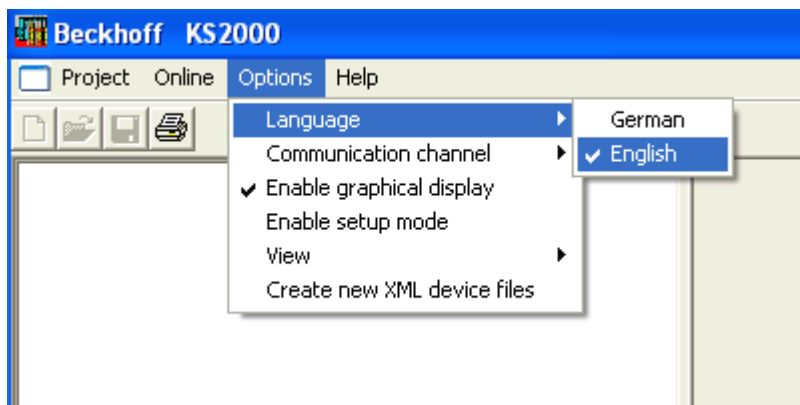 Beckhoff KS2000
Project Online Options Help
Language
German
Communication channel
English
Enable graphical display
Enable setup mode
View
Create new XML device files